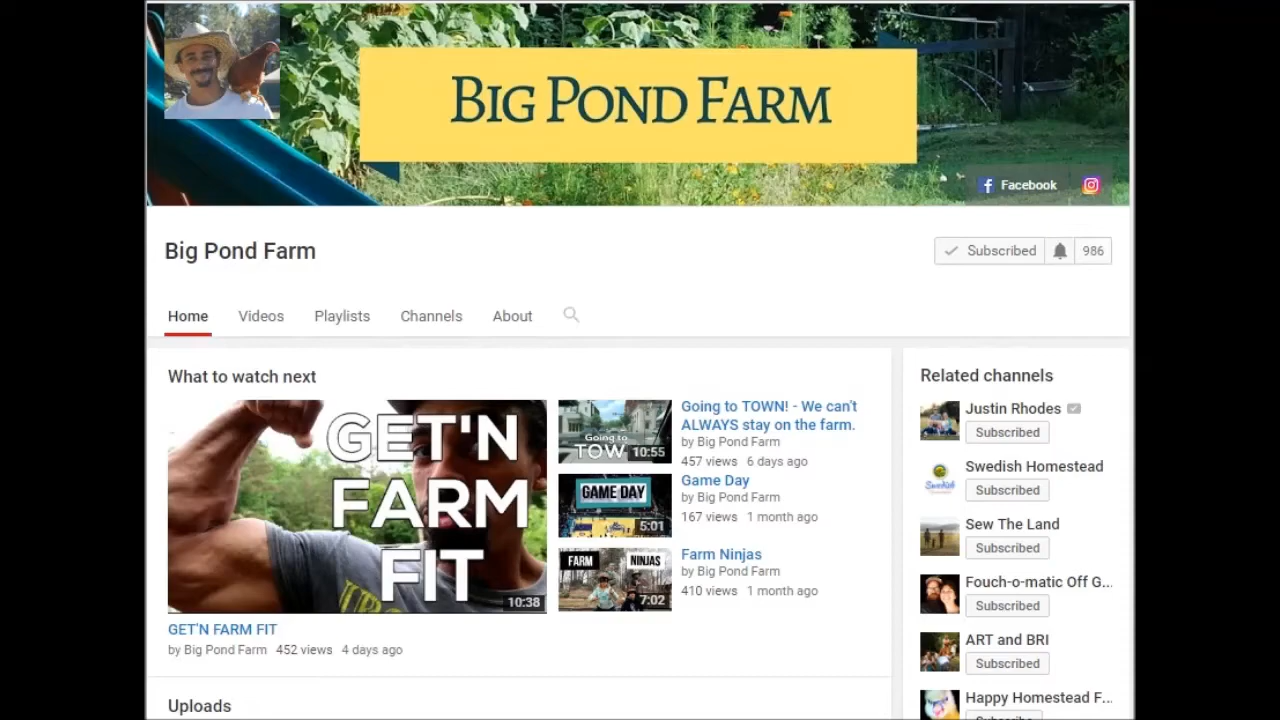 BIG POND FARM
Facebook
Big Pond Farm
Subscribed 986
Home Videos Playlists Channels About
What to watch next
GET'N
FARM
FIT
10:38
GET'N FARM FIT
by Big Pond Farm 452 views 4 days ago
Going to
TOW
10:55
Going to TOWN! - We can't
ALWAYS stay on the farm.
by Big Pond Farm
457 views 6 days ago
GAME DAY
5:01
Game Day
by Big Pond Farm
167 views 1 month ago
FARM NINJAS
7:02
Farm Ninjas
by Big Pond Farm
410 views 1 month ago
Uploads
Related channels
Justin Rhodes
Subscribed
Swedish Homestead
Subscribed
Sew The Land
Subscribed
Fouch-o-matic Off G...
Subscribed
ART and BRI
Subscribed
Happy Homestead F...
Subscribed